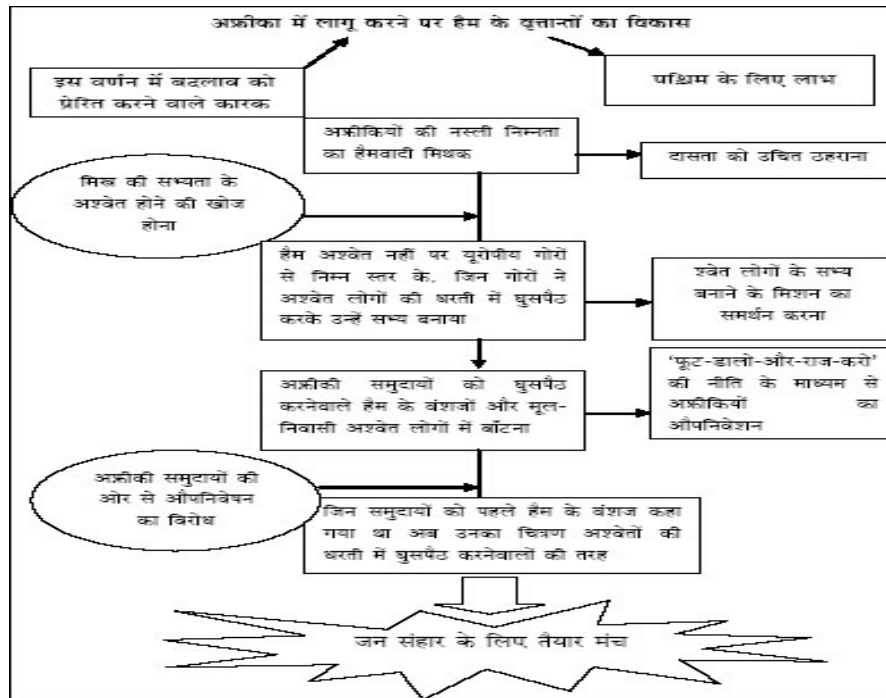 अफ्रीका में लागू करने पर हैम के वृत्तान्तों का विकास
इस वर्णन में बदलाव को
प्रेरित करने वाले कारक
पश्चिम के लिए लाभ
अफ्रीकियों की नस्ली निम्नता
का हैमवादी मिथक
दासता को उचित ठहराना
मिस्र की सभ्यता के
अश्वेत होने की खोज
होना
हैम अश्वेत नहीं पर यूरोपीय गोरों
से निम्न स्तर के, जिन गोरों ने
अश्वेत लोगों की धरती में घुसपैठ
करके उन्हें सभ्य बनाया
श्वेत लोगों के सभ्य
बनाने के मिशन का
समर्थन करना
अफ्रीकी समुदायों को घुसपैठ
करनेवाले हैम के वंशजों और मूल-
निवासी अश्वेत लोगों में बाँटना
'फूट-डालो-और-राज-करो'
की नीति के माध्यम से
अफ्रीकियों का
औपनिवेशन
अफ्रीकी समुदायों की
ओर से औपनिवेषन
का विरोध
जिन समुदायों को पहले हैम के वंशज कहा
गया था अब उनका चित्रण अश्वेतों की
धरती में घुसपैठ करनेवालों की तरह
जन संहार के लिए तैयार मंच